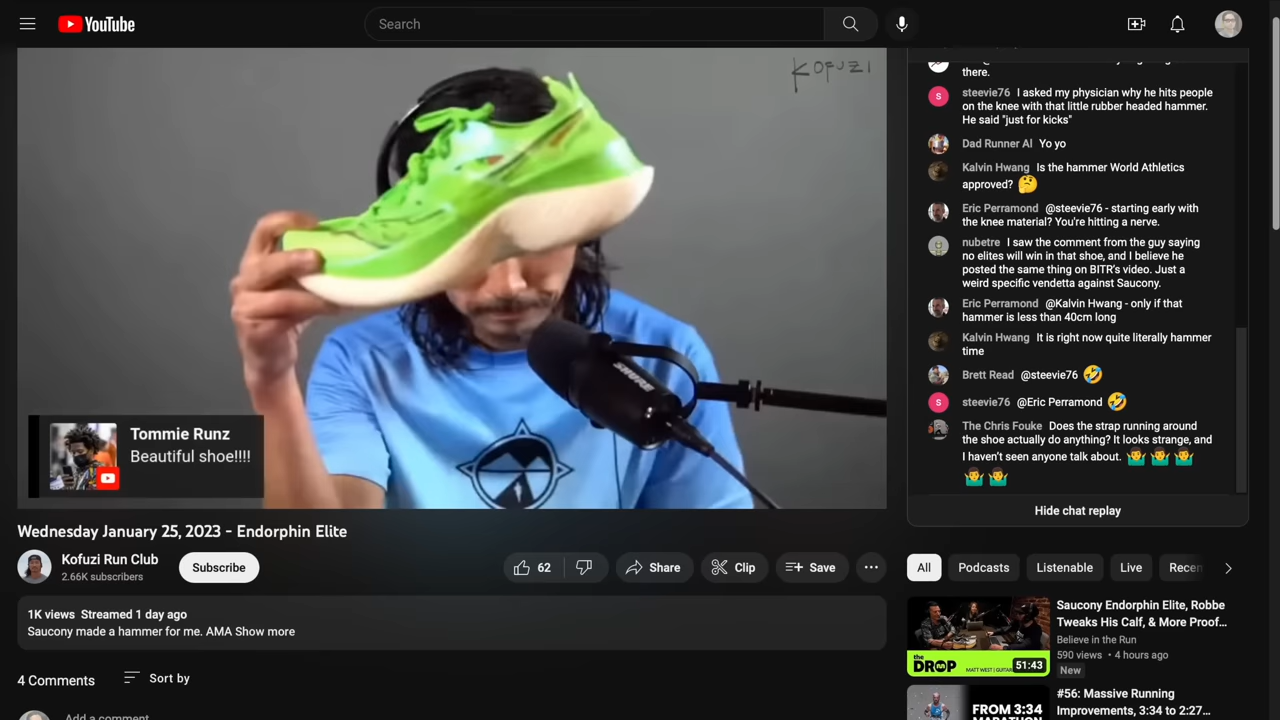 YouTube
Search
KOFUZI
Tommie Runz
Beautiful shoe!!!!
SHURE
Wednesday January 25, 2023 - Endorphin Elite
Kofuzi Run Club
2.66K subscribers
Subscribe
62
Share
Clip
Save
1K views Streamed 1 day ago
Saucony made a hammer for me. AMA Show more
4 Comments
Sort by
Add a comment
there.
S
steevie76 I asked my physician why he hits people
on the knee with that little rubber headed hammer.
He said "just for kicks"
Dad Runner Al Yo yo
Kalvin Hwang Is the hammer World Athletics
approved? 🤔
Eric Perramond @steevie76 - starting early with
the knee material? You're hitting a nerve.
nubetre I saw the comment from the guy saying
no elites will win in that shoe, and I believe he
posted the same thing on BITR's video. Just a
weird specific vendetta against Saucony.
Eric Perramond @Kalvin Hwang - only if that
hammer is less than 40cm long
Kalvin Hwang It is right now quite literally hammer
time
Brett Read @steevie76 🤣
S
steevie76 @Eric Perramond 🤣
The Chris Fouke Does the strap running around
the shoe actually do anything? It looks strange, and
I haven't seen anyone talk about. 🤷‍♂️ 🤷‍♂️ 🤷‍♂️
🤷‍♂️ 🤷‍♂️
Hide chat replay
All
Podcasts
Listenable
Live
Recen
the
DROP
MATT WEST | GUITAR
51:43
Saucony Endorphin Elite, Robbe
Tweaks His Calf, & More Proof...
Believe in the Run
590 views • 4 hours ago
New
FROM 3:34
MARATHON
#56: Massive Running
Improvements, 3:34 to 2:27...